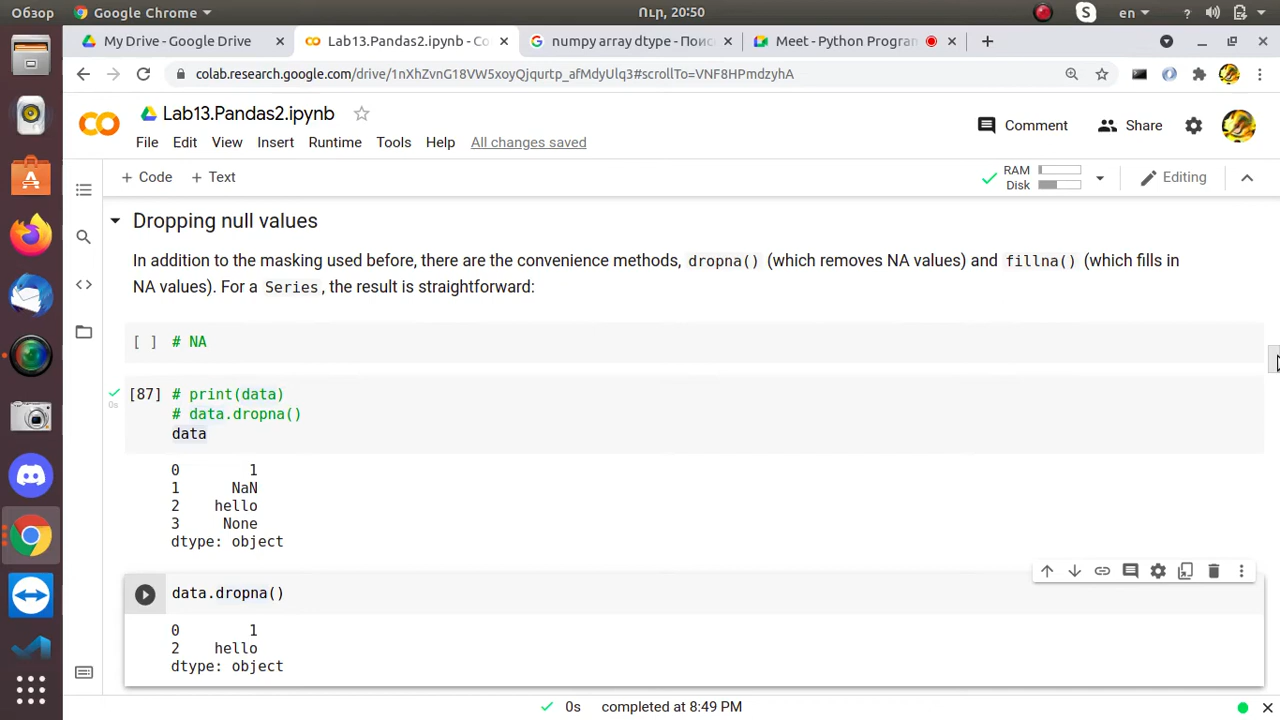 Обзор
Google Chrome
Ուր, 20:50
en
My Drive - Google Drive
Lab13.Pandas2.ipynb - Co
numpy array dtype - Поис
Meet - Python Progran
colab.research.google.com/drive/1nXhZvnG18VW5xoyQjqurtp_afMdyUlq3#scrollTo=VNF8HPmdzyhA
Lab13.Pandas2.ipynb
Comment
Share
File Edit View Insert Runtime Tools Help All changes saved
+ Code + Text
RAM
Disk
Editing
Dropping null values
In addition to the masking used before, there are the convenience methods, dropna() (which removes NA values) and fillna() (which fills in
NA values). For a Series, the result is straightforward:
[ ] # NA
[87] # print(data)
0s
# data.dropna()
data
0 1
1 NaN
2 hello
3 None
dtype: object
data.dropna()
0 1
2 hello
dtype: object
0s completed at 8:49 PM